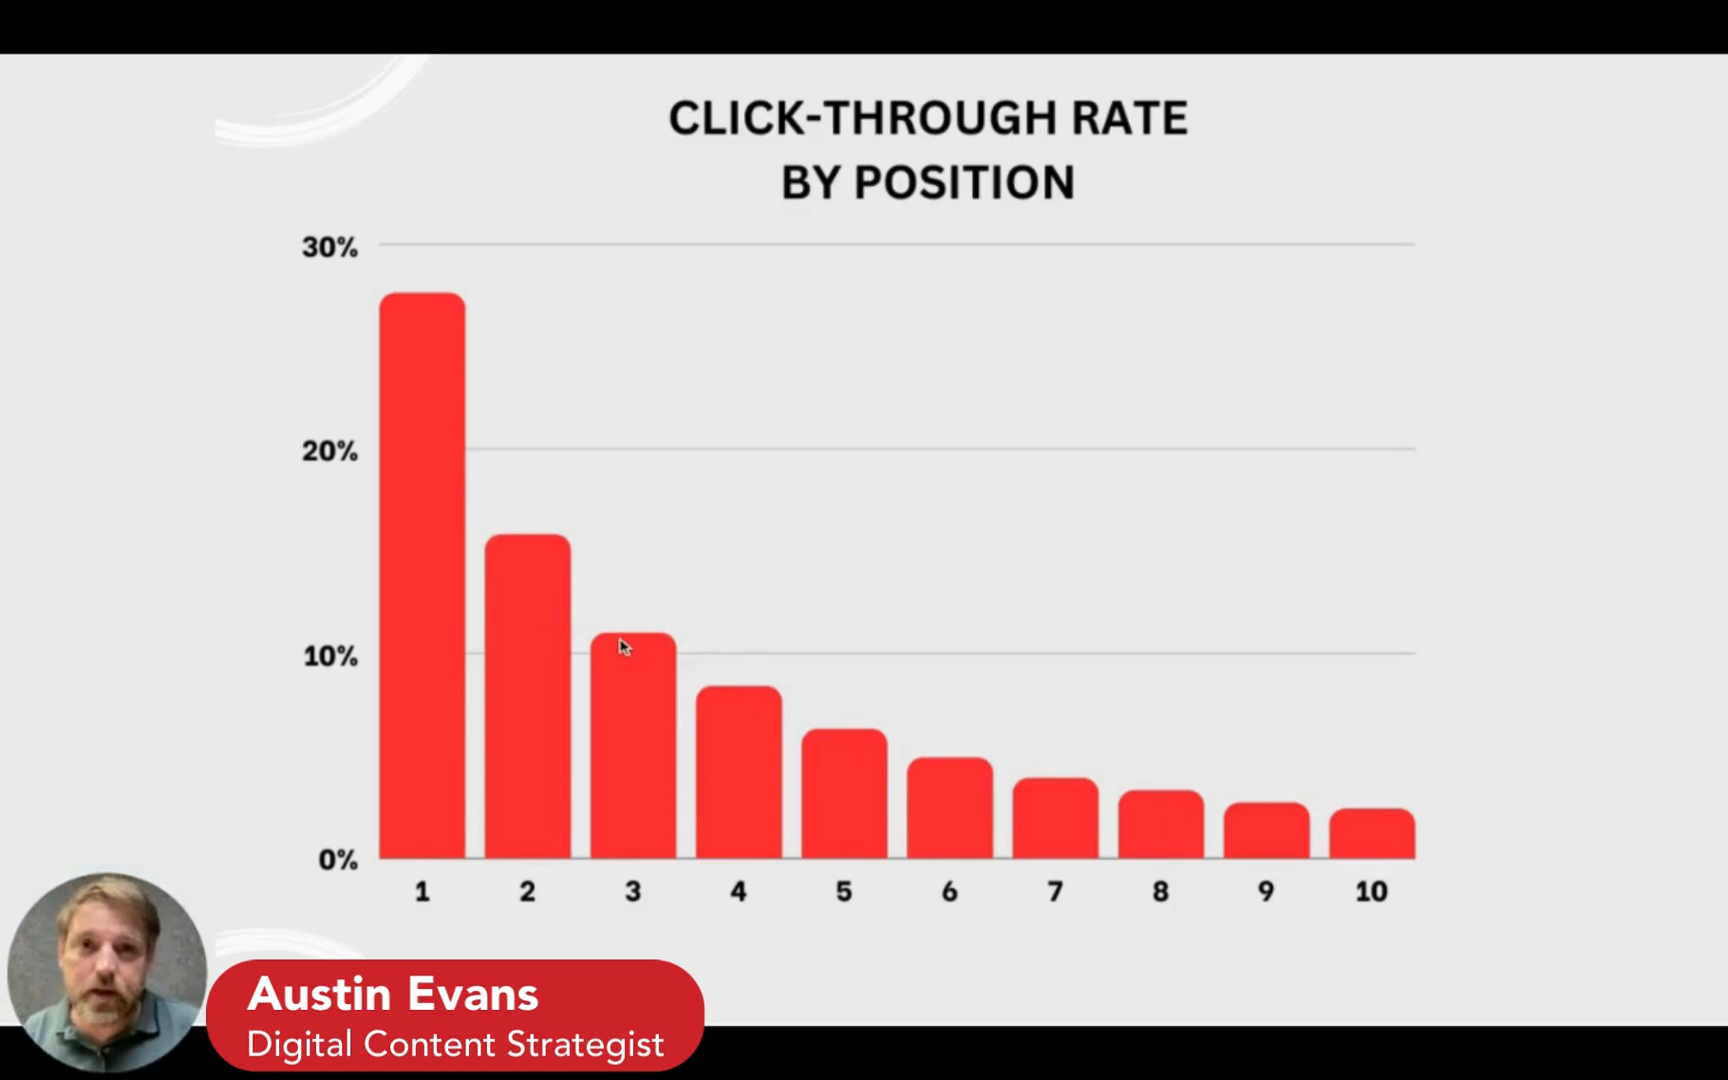 CLICK-THROUGH RATE
BY POSITION
30%
20%
10%
0%
1 2 3 4 5 6 7 8 9 10
Austin Evans
Digital Content Strategist